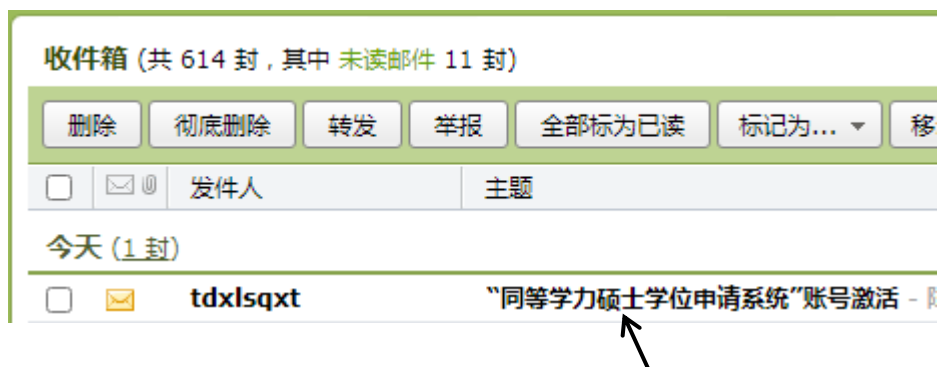 收件箱 (共 614 封，其中 未读邮件 11 封)
删除 彻底删除 转发 举报 全部标为已读 标记为... 移
发件人 主题
今天 (1 封)
tdxlsqxt “同等学力硕士学位申请系统”账号激活 -